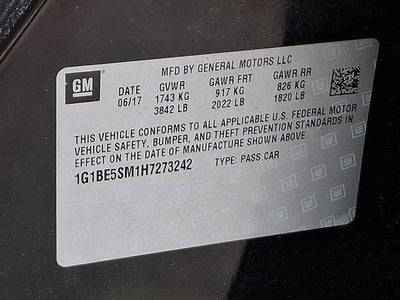 MFD BY GENERAL MOTORS LLC
GM DATE GVWR GAWR FRT GAWR RR
06/17 1743 KG 917 KG 826 KG
3842 LB 2022 LB 1820 LB
THIS VEHICLE CONFORMS TO ALL APPLICABLE U.S. FEDERAL MOTOR
VEHICLE SAFETY, BUMPER, AND THEFT PREVENTION STANDARDS IN
EFFECT ON THE DATE OF MANUFACTURE SHOWN ABOVE.
1G1BE5SM1H7273242 TYPE: PASS CAR